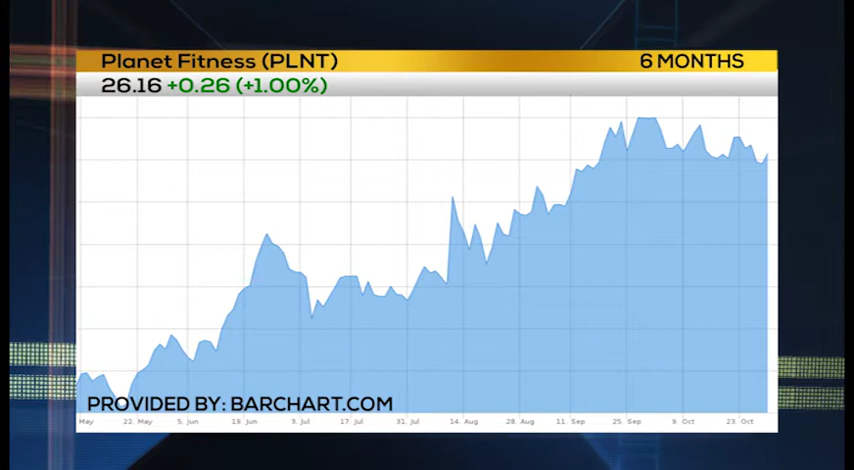 Planet Fitness (PLNT) 6 MONTHS
26.16 +0.26 (+1.00%)
PROVIDED BY: BARCHART.COM
May 22. May 5. Jun 19. Jun 3. Jul 17. Jul 31. Jul 14. Aug 28. Aug 11. Sep 25. Sep 9. Oct 23. Oct